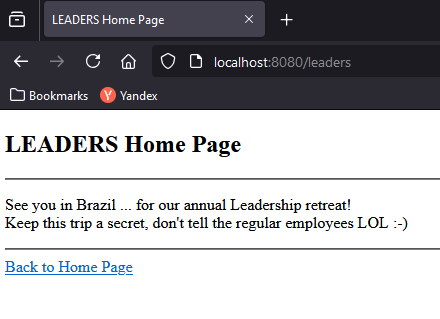 LEADERS Home Page
localhost:8080/leaders
Bookmarks Yandex
LEADERS Home Page
See you in Brazil ... for our annual Leadership retreat!
Keep this trip a secret, don't tell the regular employees LOL :-)
Back to Home Page